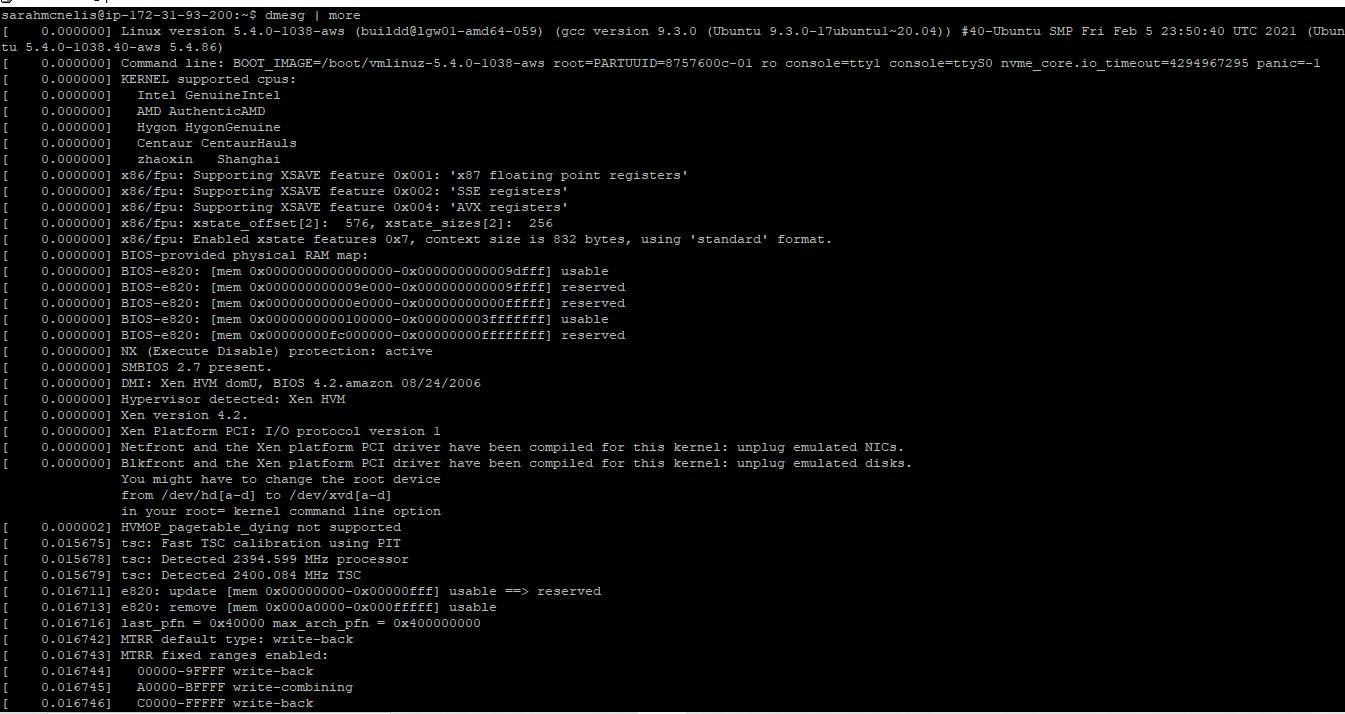 sarahmcnelis@ip-172-31-93-200:~$ dmesg | more
[    0.000000] Linux version 5.4.0-1038-aws (buildd@lgw01-amd64-059) (gcc version 9.3.0 (Ubuntu 9.3.0-17ubuntu1~20.04)) #40-Ubuntu SMP Fri Feb 5 23:50:40 UTC 2021 (Ubun
tu 5.4.0-1038.40-aws 5.4.86)
[    0.000000] Command line: BOOT_IMAGE=/boot/vmlinuz-5.4.0-1038-aws root=PARTUUID=8757600c-01 ro console=tty1 console=ttyS0 nvme_core.io_timeout=4294967295 panic=-1
[    0.000000] KERNEL supported cpus:
[    0.000000]   Intel GenuineIntel
[    0.000000]   AMD AuthenticAMD
[    0.000000]   Hygon HygonGenuine
[    0.000000]   Centaur CentaurHauls
[    0.000000]   zhaoxin   Shanghai
[    0.000000] x86/fpu: Supporting XSAVE feature 0x001: 'x87 floating point registers'
[    0.000000] x86/fpu: Supporting XSAVE feature 0x002: 'SSE registers'
[    0.000000] x86/fpu: Supporting XSAVE feature 0x004: 'AVX registers'
[    0.000000] x86/fpu: xstate_offset[2]:  576, xstate_sizes[2]:  256
[    0.000000] x86/fpu: Enabled xstate features 0x7, context size is 832 bytes, using 'standard' format.
[    0.000000] BIOS-provided physical RAM map:
[    0.000000] BIOS-e820: [mem 0x0000000000000000-0x000000000009dfff] usable
[    0.000000] BIOS-e820: [mem 0x000000000009e000-0x000000000009ffff] reserved
[    0.000000] BIOS-e820: [mem 0x00000000000e0000-0x00000000000fffff] reserved
[    0.000000] BIOS-e820: [mem 0x0000000000100000-0x000000003fffffff] usable
[    0.000000] BIOS-e820: [mem 0x00000000fc000000-0x00000000ffffffff] reserved
[    0.000000] NX (Execute Disable) protection: active
[    0.000000] SMBIOS 2.7 present.
[    0.000000] DMI: Xen HVM domU, BIOS 4.2.amazon 08/24/2006
[    0.000000] Hypervisor detected: Xen HVM
[    0.000000] Xen version 4.2.
[    0.000000] Xen Platform PCI: I/O protocol version 1
[    0.000000] Netfront and the Xen platform PCI driver have been compiled for this kernel: unplug emulated NICs.
[    0.000000] Blkfront and the Xen platform PCI driver have been compiled for this kernel: unplug emulated disks.
               You might have to change the root device
               from /dev/hd[a-d] to /dev/xvd[a-d]
               in your root= kernel command line option
[    0.000002] HVMOP_pagetable_dying not supported
[    0.015675] tsc: Fast TSC calibration using PIT
[    0.015678] tsc: Detected 2394.599 MHz processor
[    0.015679] tsc: Detected 2400.084 MHz TSC
[    0.016711] e820: update [mem 0x00000000-0x00000fff] usable ==> reserved
[    0.016713] e820: remove [mem 0x000a0000-0x000fffff] usable
[    0.016716] last_pfn = 0x40000 max_arch_pfn = 0x400000000
[    0.016742] MTRR default type: write-back
[    0.016743] MTRR fixed ranges enabled:
[    0.016744]   00000-9FFFF write-back
[    0.016745]   A0000-BFFFF write-combining
[    0.016746]   C0000-FFFFF write-back